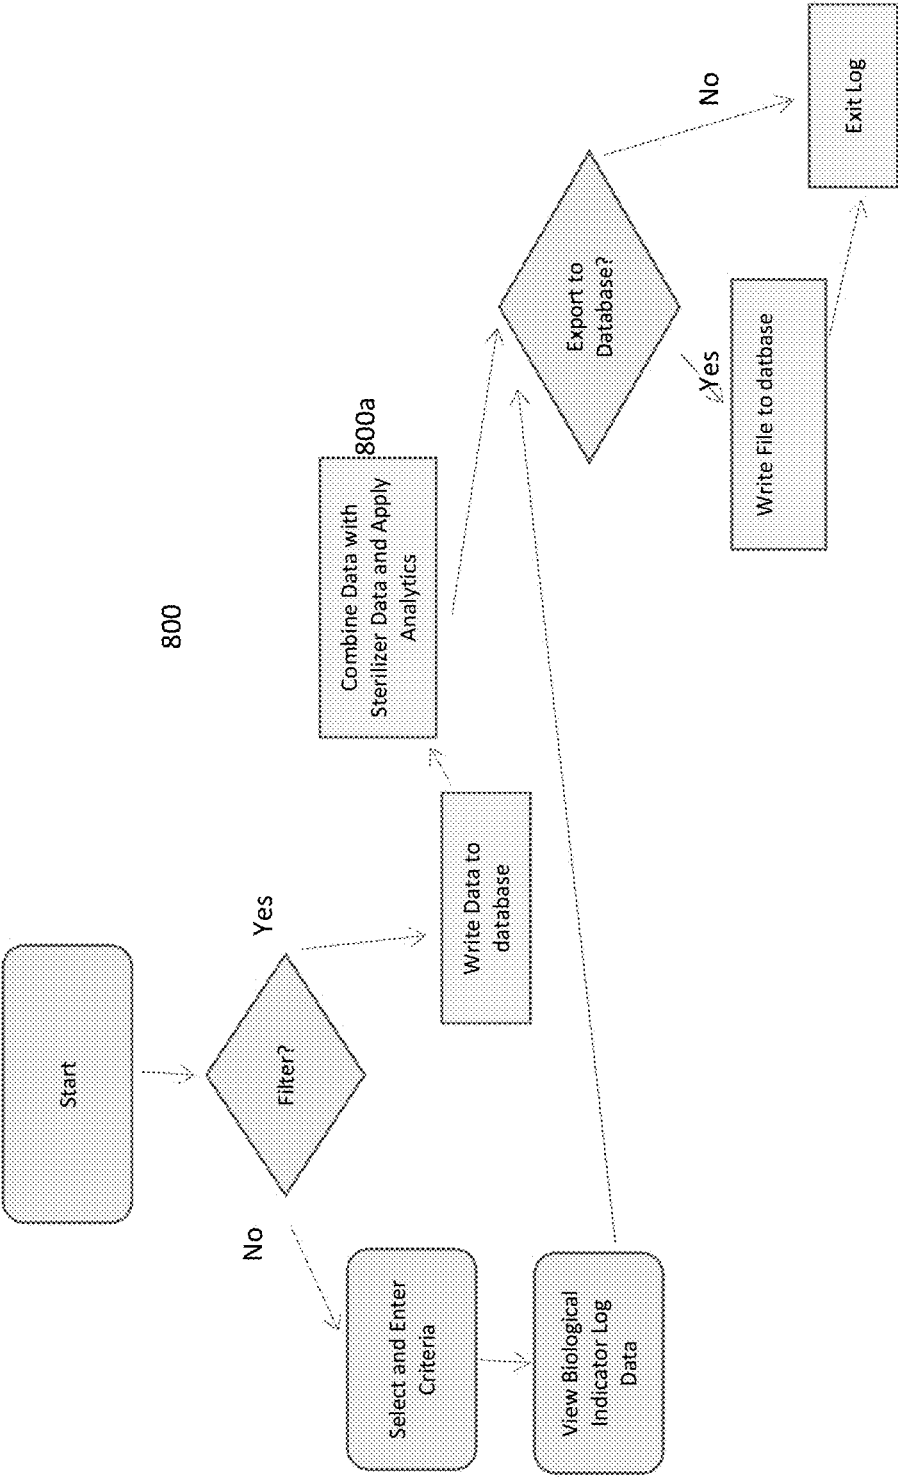 800
Start
Filter?
No
Yes
Select and Enter
Criteria
View Biological
Indicator Log
Data
Write Data to
database
Combine Data with
Sterilizer Data and Apply
Analytics
800a
Export to
Database?
Yes
No
Write File to datbase
Exit Log